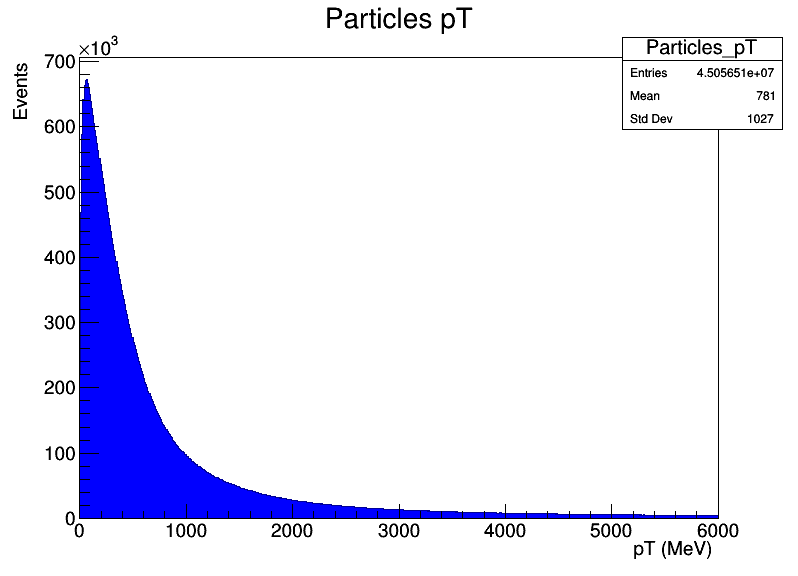 Particles pT
×10³
Events
700
600
500
400
300
200
100
0
0 1000 2000 3000 4000 5000 6000
pT (MeV)
Particles_pT
Entries 4.505651e+07
Mean 781
Std Dev 1027